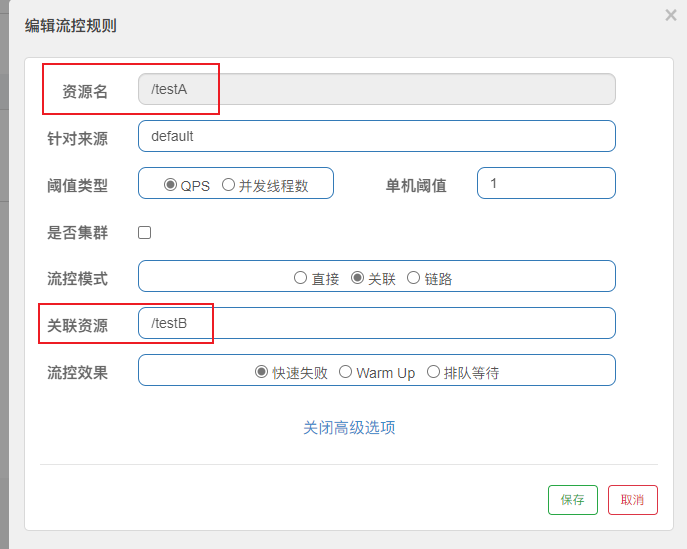 编辑流控规则 ×
资源名 /testA
针对来源 default
阈值类型 QPS 并发线程数 单机阈值 1
是否集群
流控模式 直接 关联 链路
关联资源 /testB
流控效果 快速失败 Warm Up 排队等待
关闭高级选项
保存 取消